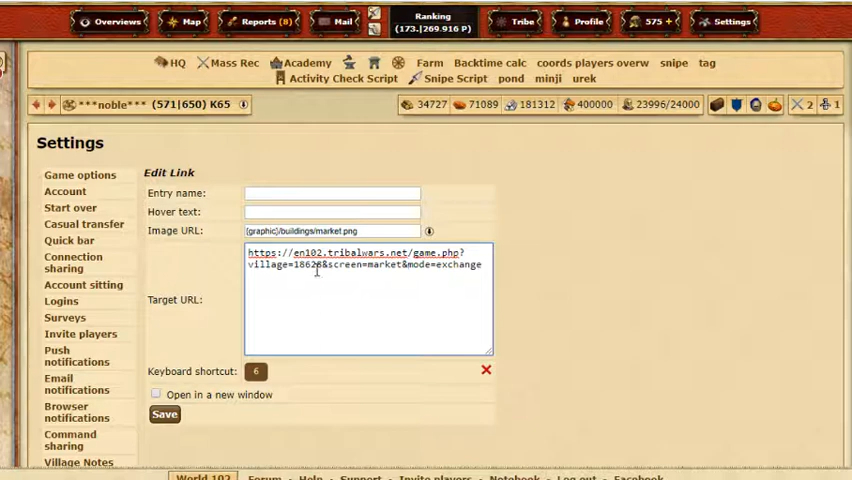 Overviews Map Reports (8) Mail Ranking Tribe Profile 575 + Settings
(173.|269.916 P)
HQ Mass Rec Academy Farm Backtime calc coords players overw snipe tag
Activity Check Script Snipe Script pond minji urek
***noble*** (571|650) K65 34727 71089 181312 400000 23996/24000 2 1
Settings
Edit Link
Game options
Account
Start over
Casual transfer
Quick bar
Connection
sharing
Account sitting
Logins
Surveys
Invite players
Push
notifications
Email
notifications
Browser
notifications
Command
sharing
Village Notes
Entry name:
Hover text:
Image URL: {graphic}/buildings/market.png
Target URL:
https://en102.tribalwars.net/game.php?
village=18628&screen=market&mode=exchange
Keyboard shortcut: 6
Open in a new window
Save
World 102 Forum - Help - Support - Invite players - Notebook - Log out - Facebook